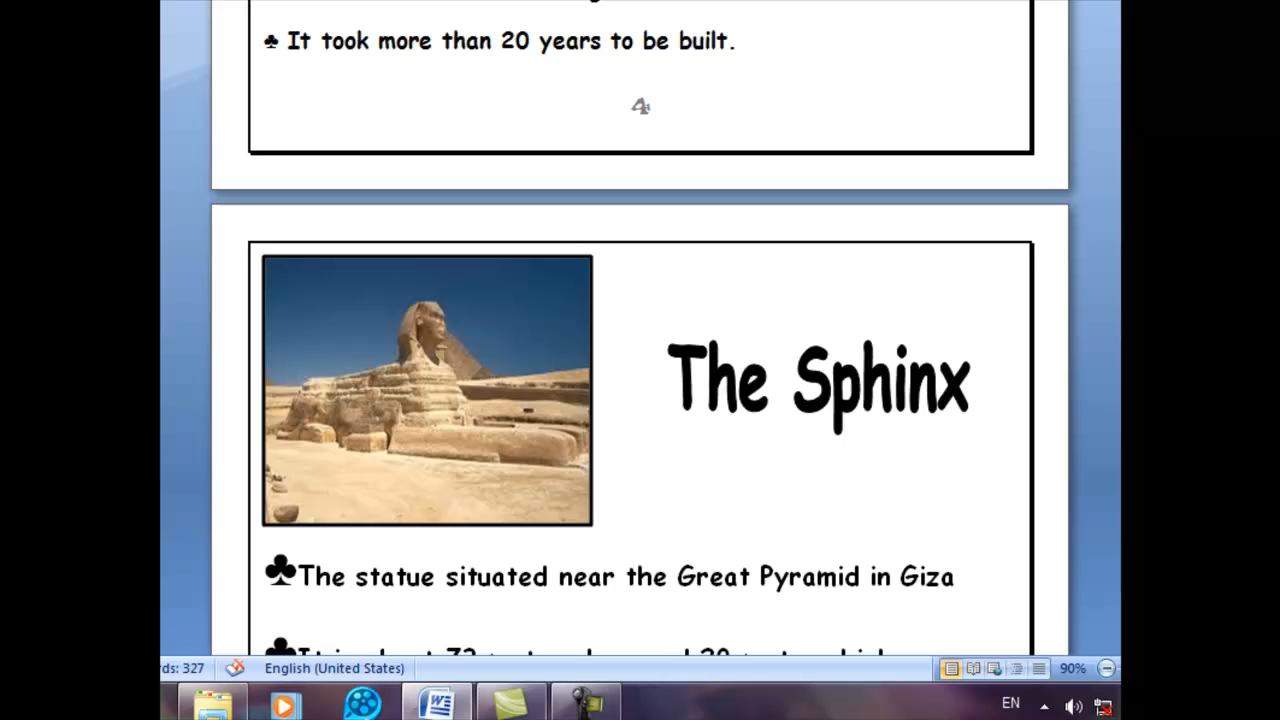 ♣ It took more than 20 years to be built.
4
The Sphinx
♣The statue situated near the Great Pyramid in Giza
ds: 327 English (United States) 90%
EN